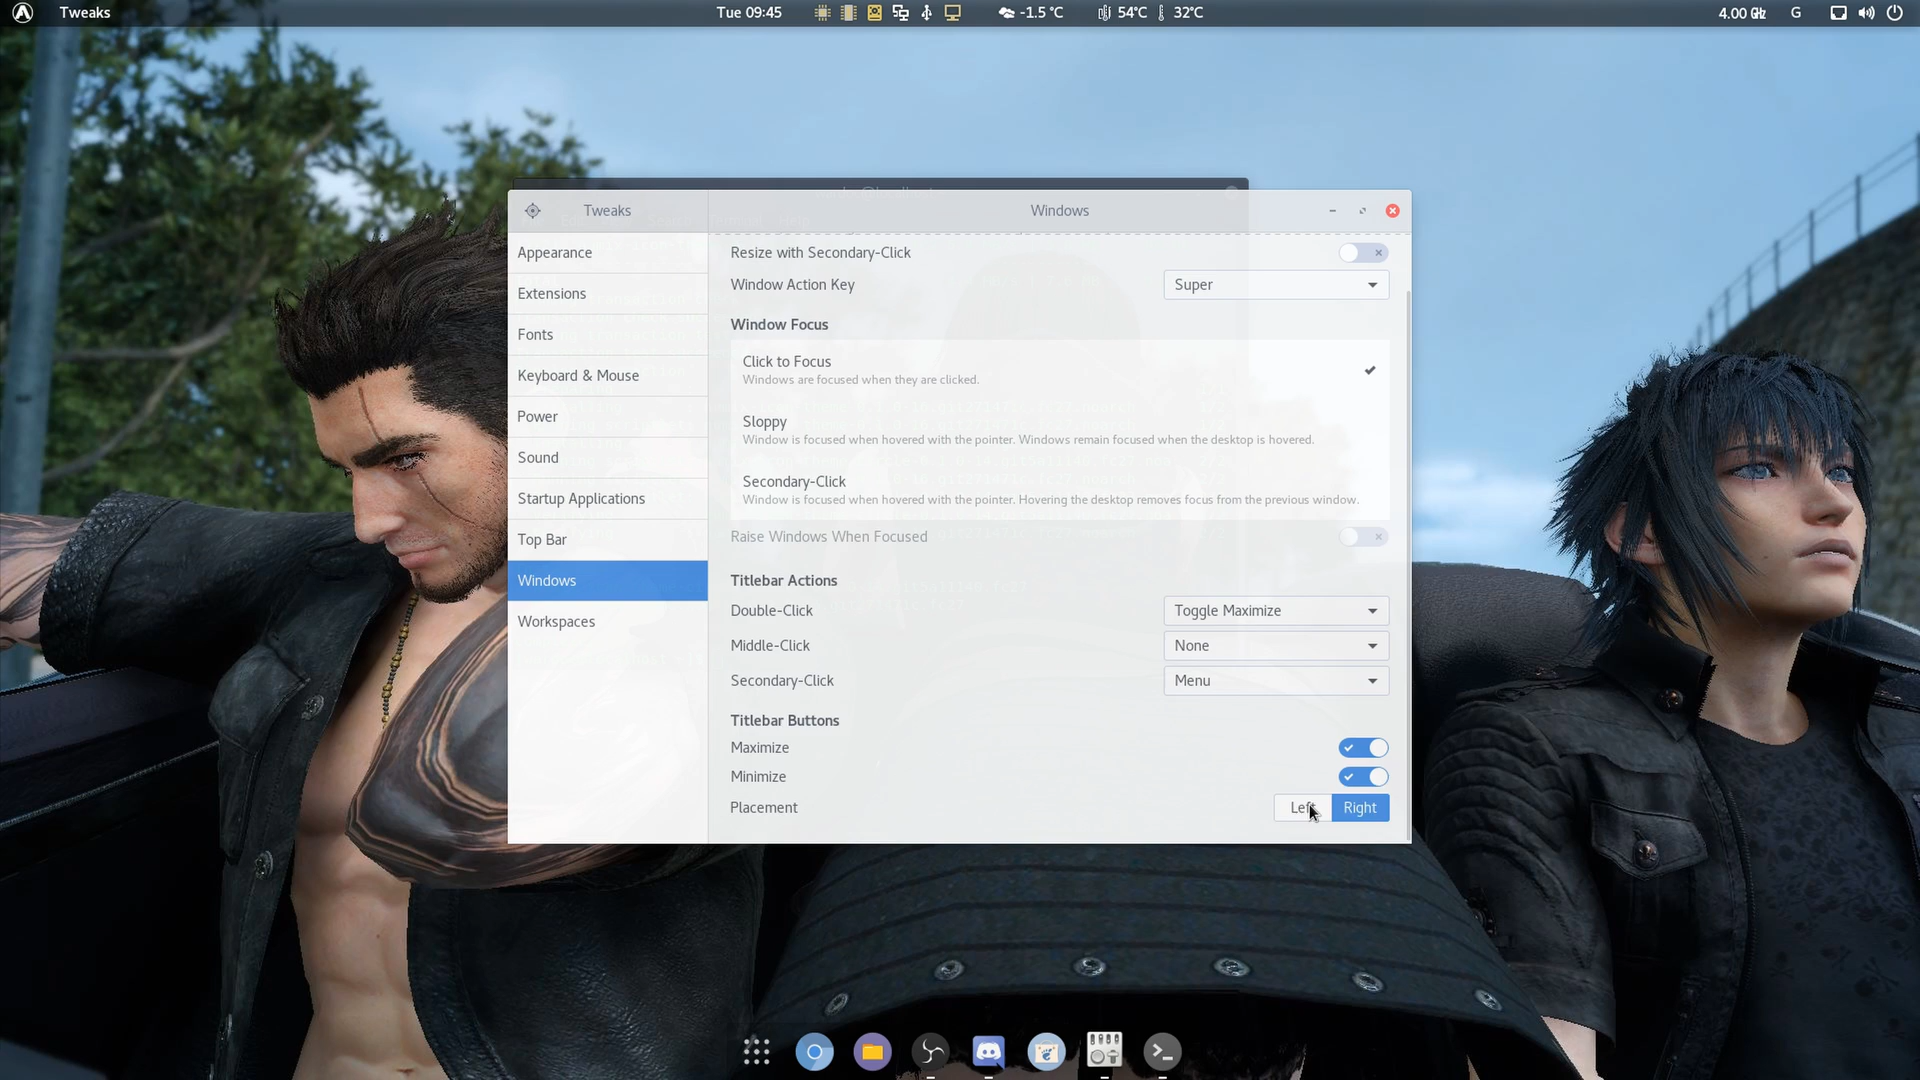 Tweaks
Tue 09:45
-1.5 °C
54°C
32°C
4.00 GHz
G
Tweaks
Windows
Appearance
Extensions
Fonts
Keyboard & Mouse
Power
Sound
Startup Applications
Top Bar
Windows
Workspaces
Resize with Secondary-Click
Window Action Key
Super
Window Focus
Click to Focus
Windows are focused when they are clicked.
Sloppy
Window is focused when hovered with the pointer. Windows remain focused when the desktop is hovered.
Secondary-Click
Window is focused when hovered with the pointer. Hovering the desktop removes focus from the previous window.
Raise Windows When Focused
Titlebar Actions
Double-Click
Toggle Maximize
Middle-Click
None
Secondary-Click
Menu
Titlebar Buttons
Maximize
Minimize
Placement
Left
Right